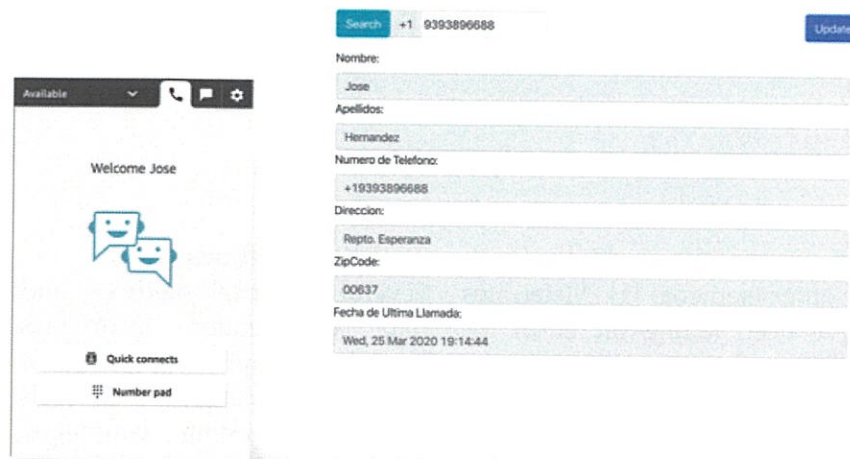 Available
Welcome Jose
Quick connects
Number pad
Search +1 9393896688
Update
Nombre:
Jose
Apellidos:
Hernandez
Numero de Telefono:
+19393896688
Direccion:
Repto. Esperanza
ZipCode:
00637
Fecha de Ultima Llamada:
Wed, 25 Mar 2020 19:14:44